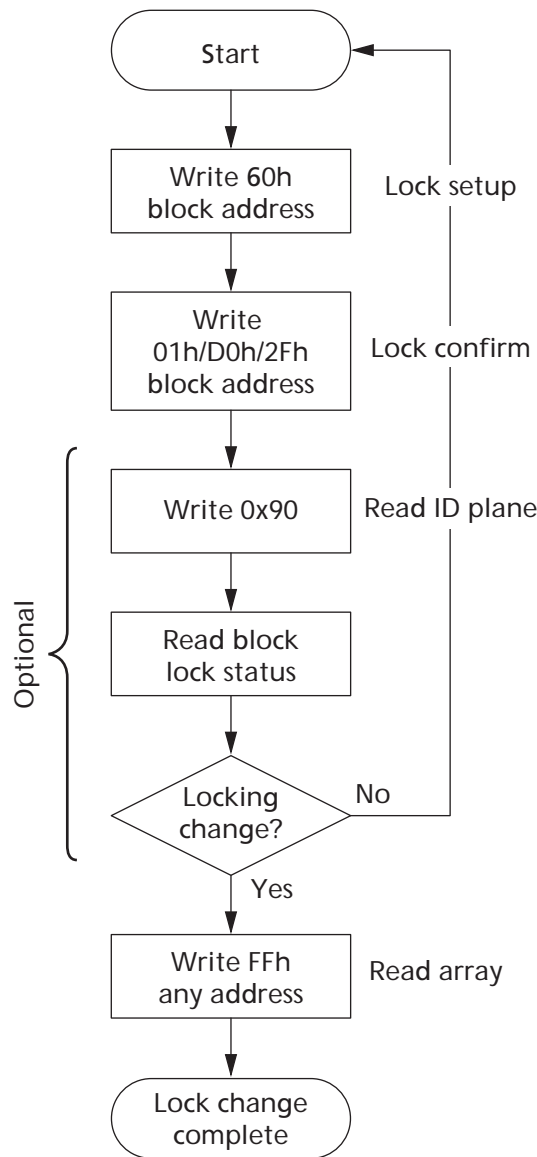 Start
Write 60h
block address
Lock setup
Write
01h/D0h/2Fh
block address
Lock confirm
Optional
Write 0x90
Read ID plane
Read block
lock status
Locking
change?
No
Yes
Write FFh
any address
Read array
Lock change
complete